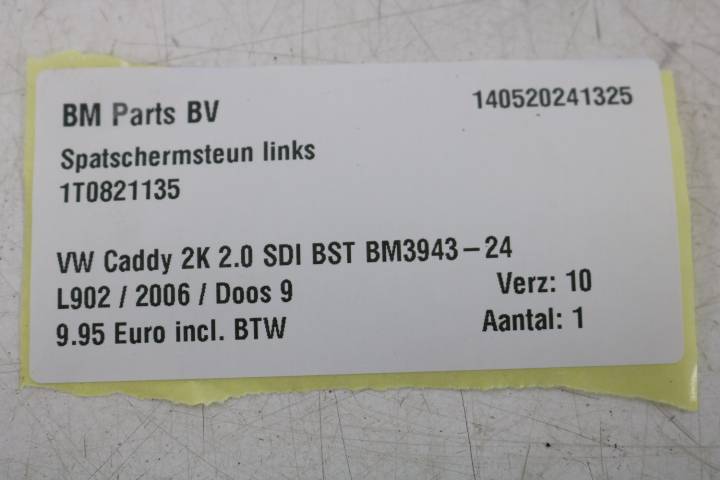 BM Parts BV 140520241325
Spatschermsteun links
1T0821135
VW Caddy 2K 2.0 SDI BST BM3943-24
L902 / 2006 / Doos 9 Verz: 10
9.95 Euro incl. BTW Aantal: 1